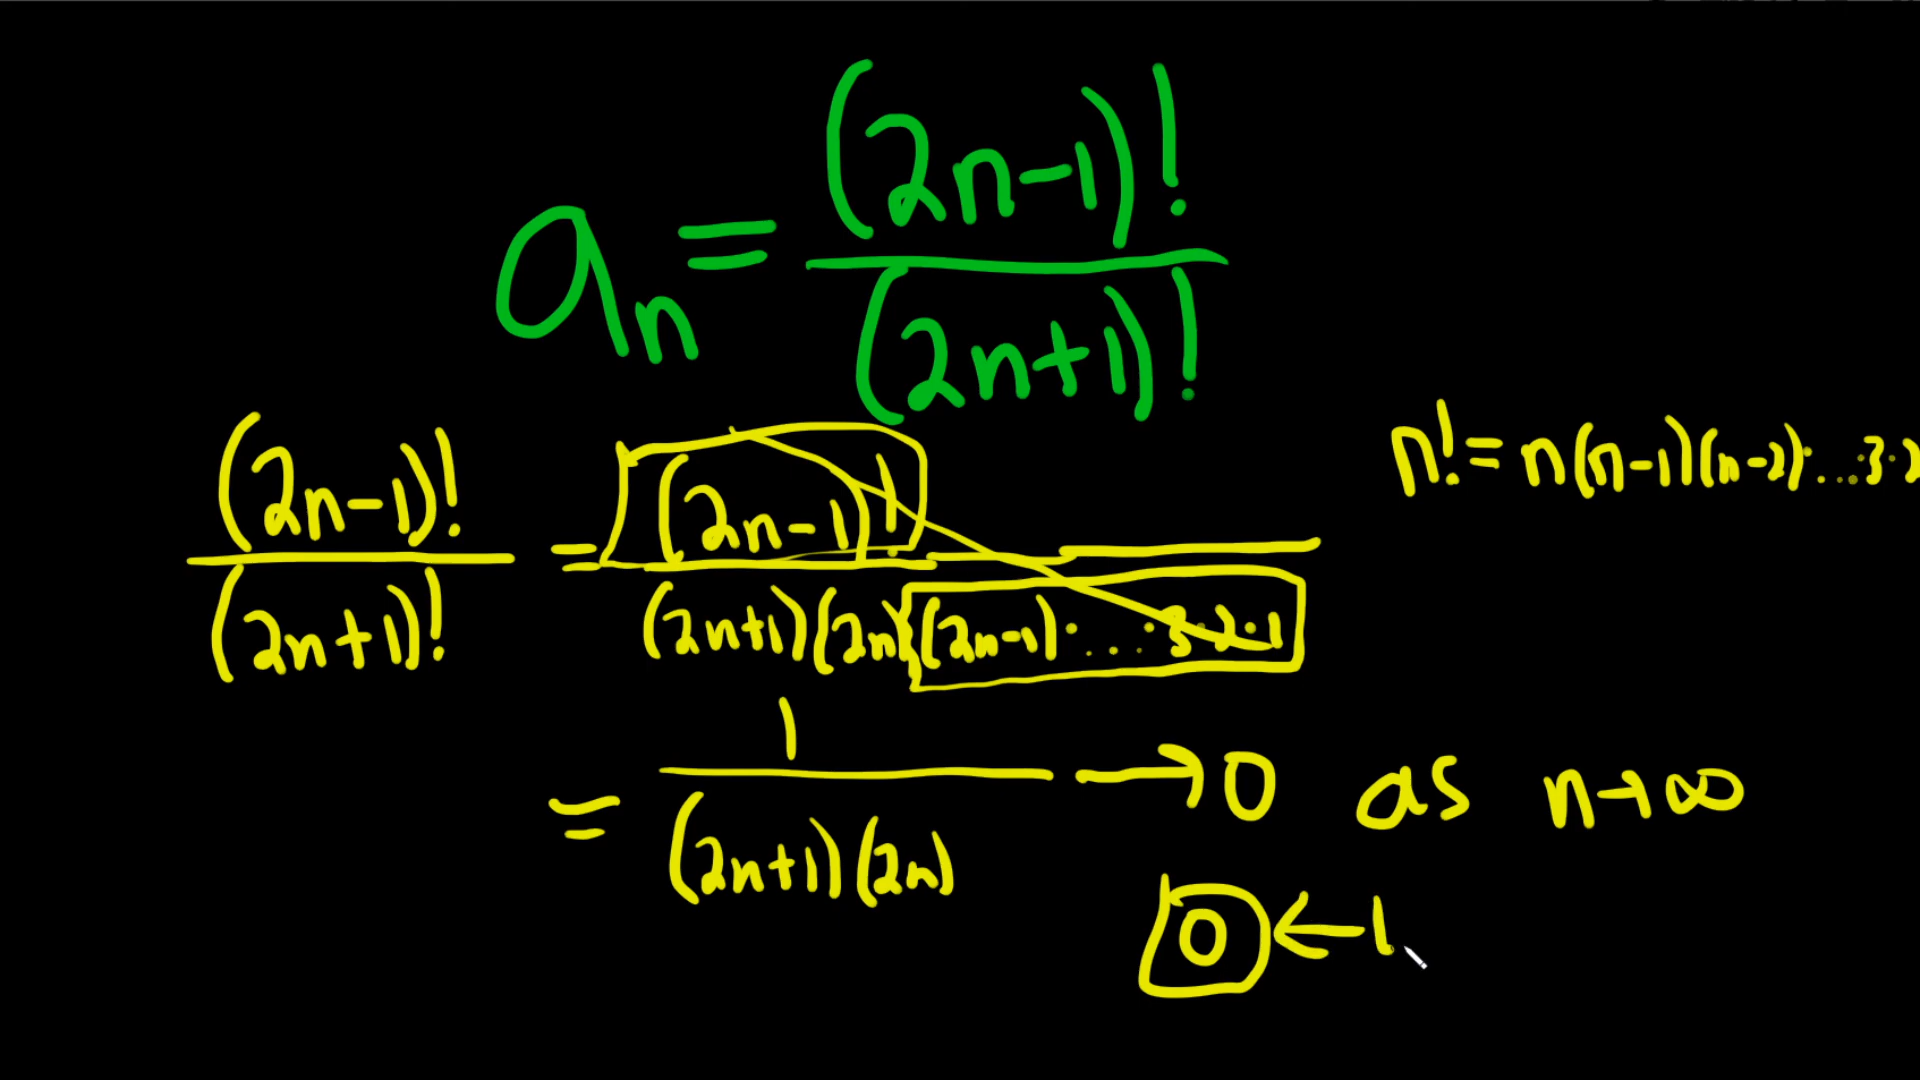 aₙ = (2n-1)! / (2n+1)!
n! = n(n-1)(n-2)·...·3·2
(2n-1)! / (2n+1)! = (2n-1)! / (2n+1)(2n)(2n-1)·...·3·2·1
= 1 / (2n+1)(2n) → 0 as n→∞
0 ←